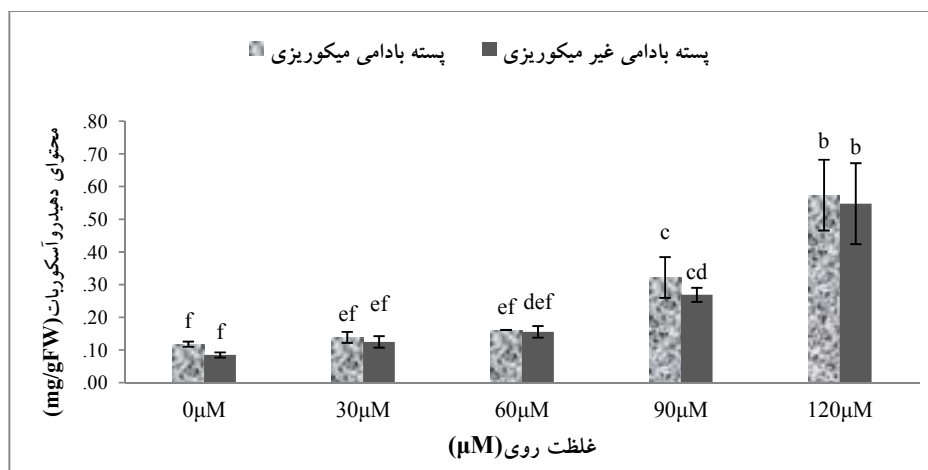 پسته بادامی میکوریزی پسته بادامی غیر میکوریزی
محتوای دهیدروآسکوربات(mg/gFW)
.80
.70
.60
.50
.40
.30
.20
.10
.00
f f ef ef ef def c cd b b
0μM 30μM 60μM 90μM 120μM
غلظت روی(μM)